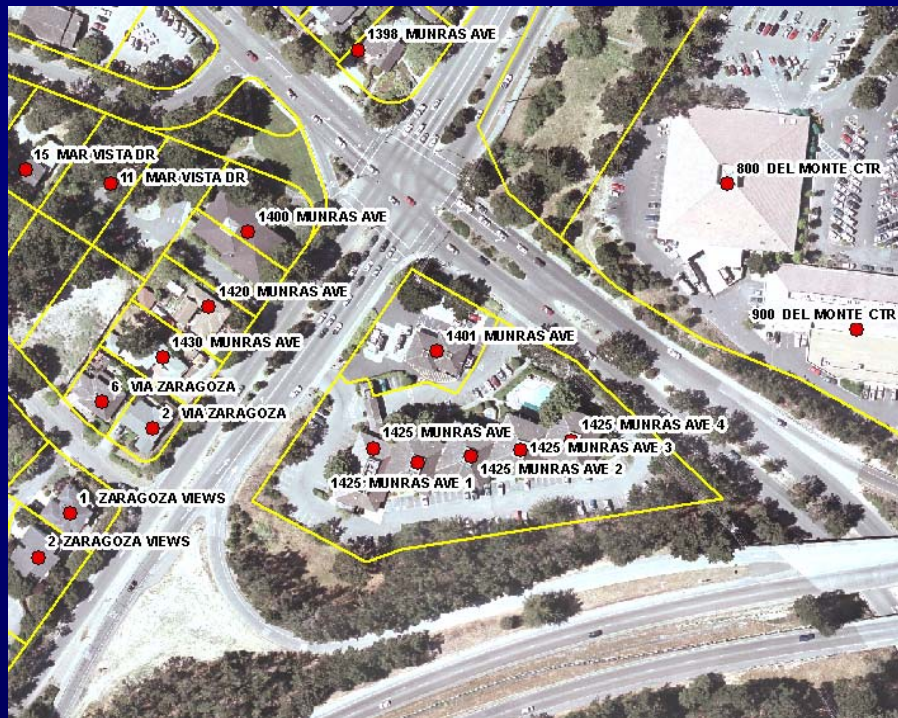 1398 MUNRAS AVE
15 MAR VISTA DR
11 MAR VISTA DR
800 DEL MONTE CTR
1400 MUNRAS AVE
1420 MUNRAS AVE
900 DEL MONTE CTR
1401 MUNRAS AVE
1430 MUNRAS AVE
6 VIA ZARAGOZA
2 VIA ZARAGOZA
1425 MUNRAS AVE 4
1425 MUNRAS AVE
1425 MUNRAS AVE 3
1425 MUNRAS AVE 2
1425 MUNRAS AVE 1
1 ZARAGOZA VIEWS
2 ZARAGOZA VIEWS